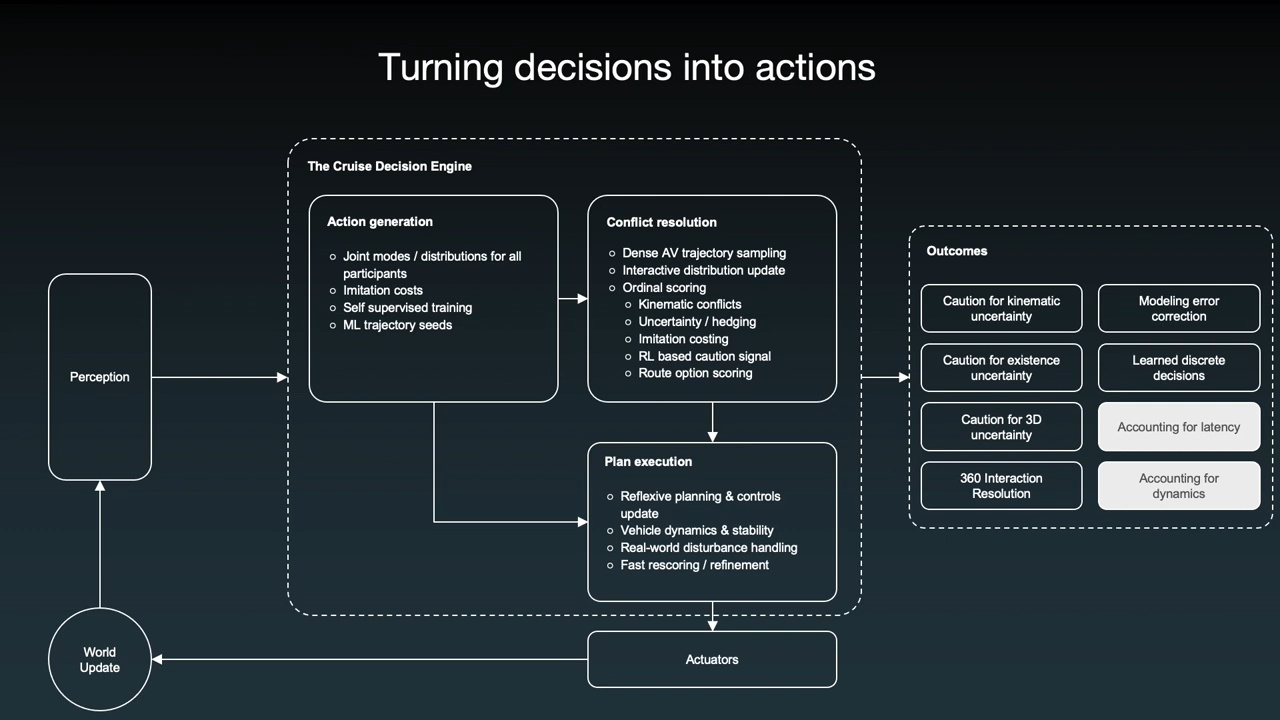 Turning decisions into actions
The Cruise Decision Engine
Action generation
Joint modes / distributions for all
participants
Imitation costs
Self supervised training
ML trajectory seeds
Conflict resolution
Dense AV trajectory sampling
Interactive distribution update
Ordinal scoring
Kinematic conflicts
Uncertainty / hedging
Imitation costing
RL based caution signal
Route option scoring
Plan execution
Reflexive planning & controls
update
Vehicle dynamics & stability
Real-world disturbance handling
Fast rescoring / refinement
Perception
World
Update
Actuators
Outcomes
Caution for kinematic
uncertainty
Modeling error
correction
Caution for existence
uncertainty
Learned discrete
decisions
Caution for 3D
uncertainty
Accounting for latency
360 Interaction
Resolution
Accounting for
dynamics